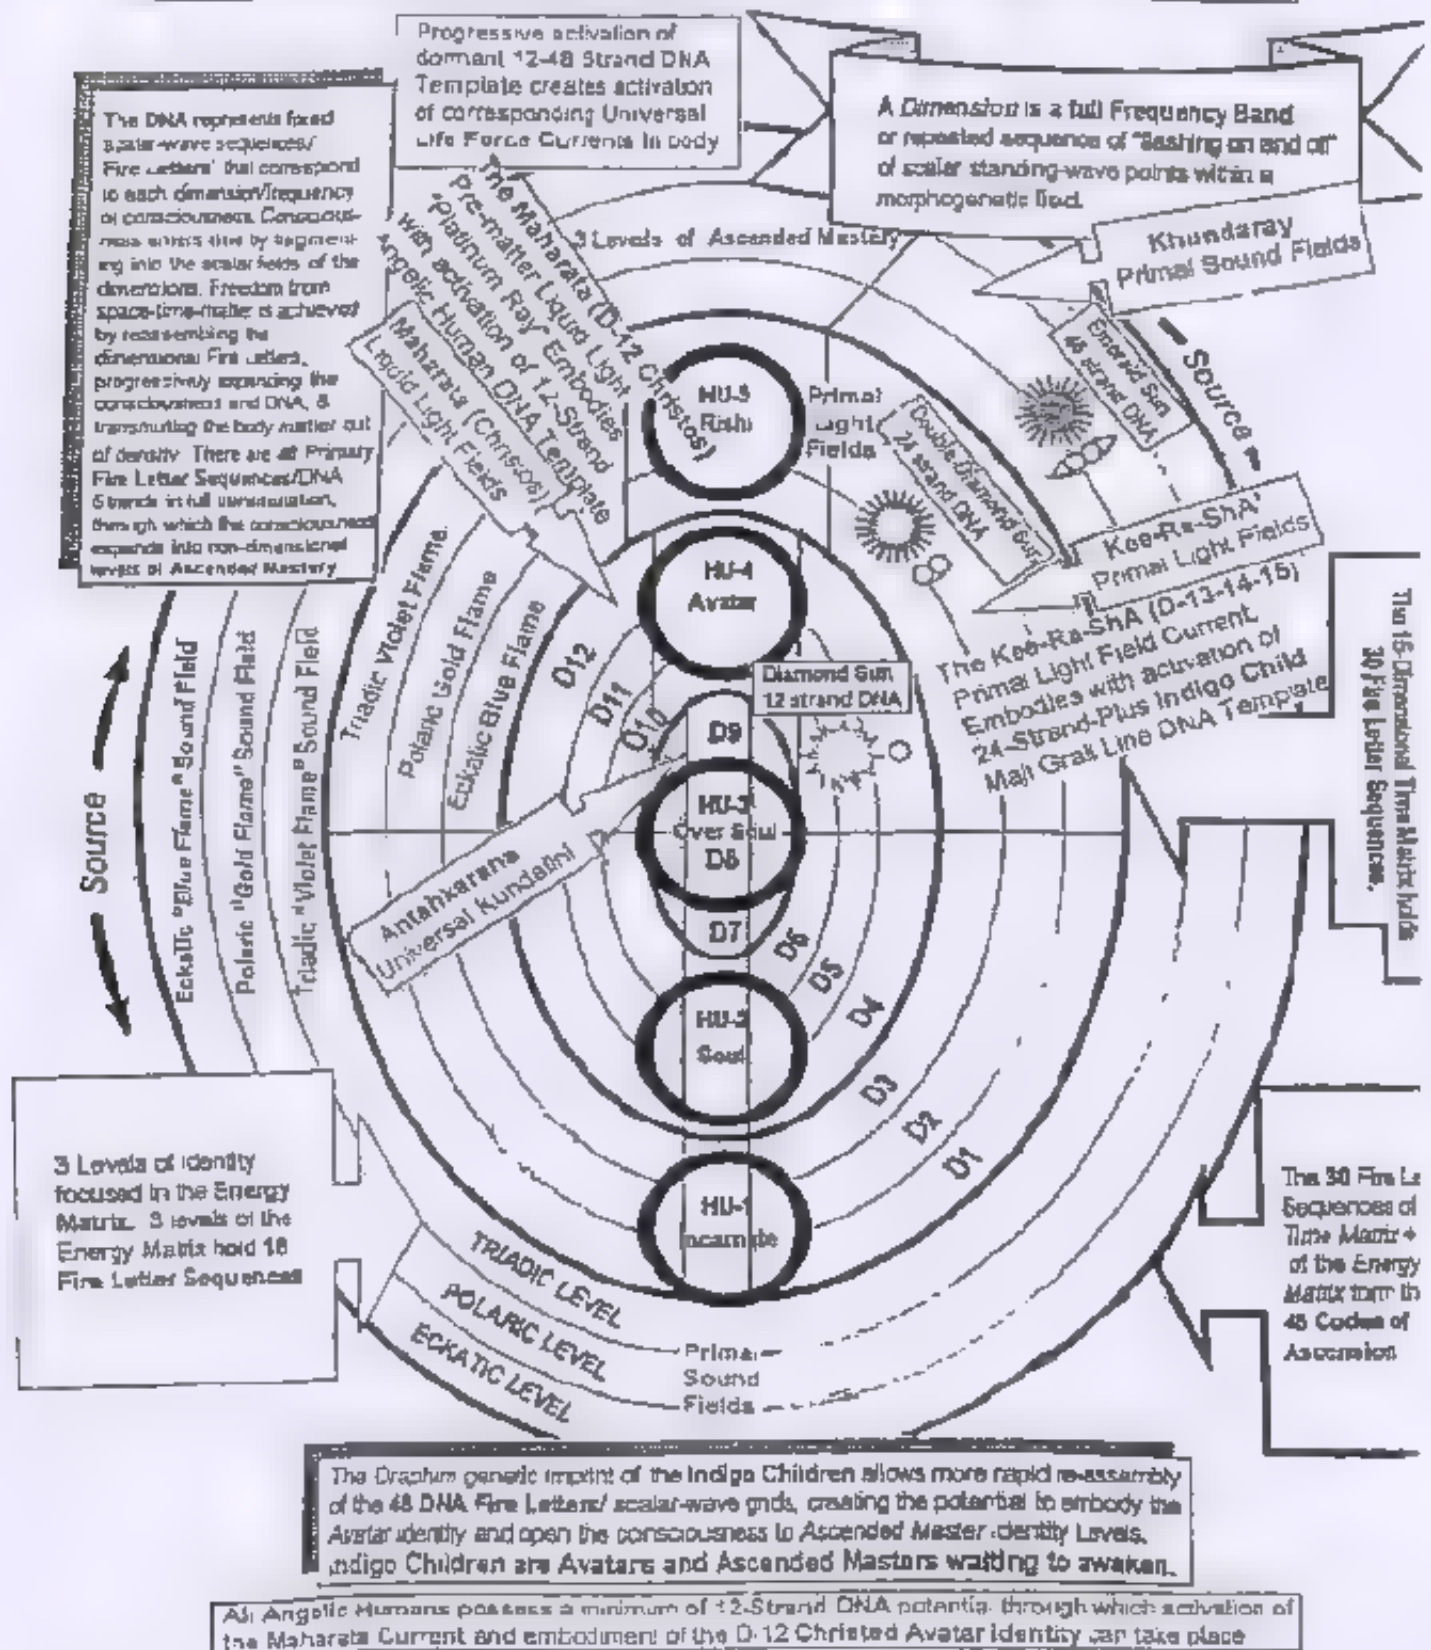 Progressive activation of
dormant 12-48 Strand DNA
Template creates activation
of corresponding Universal
Life Force Currents in body
The DNA represents fixed
scalar-wave sequences/
Fire Letters' that correspond
to each dimension/frequency
of consciousness. Conscious-
ness enters time by fragment-
ing into the scalar fields of the
dimensions. Freedom from
space-time-matter is achieved
by reassembling the
dimensional Fire Letters,
progressively expanding the
consciousness and DNA, &
transmuting the body matter out
of density. There are 48 Primary
Fire Letter Sequences/DNA
Strands in full
through which the consciousness
expands into non-dimensional
levels of Ascended Mastery
A Dimension is a full Frequency Band
or repeated sequence of "flashing on and off"
of scalar standing-wave points within a
morphogenetic field.
Khundaray
Primal Sound Fields
3 Levels of Ascended Mastery
The Maharata (D-12 Christos)
Pre-matter Liquid Light
"Platinum Ray" Embodies
with activation of 12-Strand
Angelic Human DNA Template
Maharata (Christos)
Liquid Light Fields
Emerald Sun
48 strand DNA
Source
HU-5
Rishi
Primal
Light
Fields
Double-Diamond Sun
24 strand DNA
Kee-Ra-ShA'
Primal Light Fields
The Kee-Ra-ShA (D-13-14-15)
Primal Light Field Current
Embodies with activation of
24-Strand-Plus Indigo Child
Maji Grail Line DNA Template
The 15-Dimensional Time Matrix holds
30 Fire Letter Sequences.
HU-4
Avatar
Diamond Sun
12 strand DNA
Source
Eckatic "Blue Flame" Sound Field
Polaric "Gold Flame" Sound Field
Triadic "Violet Flame" Sound Field
Triadic Violet Flame
Polaric Gold Flame
Eckatic Blue Flame
D12
D11
D10
D9
HU-3
Over Soul
D8
D7
D6
D5
D4
D3
D2
D1
Antahkarana
Universal Kundalini
HU-2
Soul
HU-1
Incarnate
3 Levels of identity
focused in the Energy
Matrix. 3 levels of the
Energy Matrix hold 18
Fire Letter Sequences
TRIADIC LEVEL
POLARIC LEVEL
ECKATIC LEVEL
Primal
Sound
Fields
The 30 Fire Le
Sequences of
Time Matrix +
of the Energy
Matrix form th
48 Codes of
Ascension
The Draphim genetic imprint of the Indigo Children allows more rapid re-assembly
of the 48 DNA Fire Letters/ scalar-wave grids, creating the potential to embody the
Avatar identity and open the consciousness to Ascended Master identity Levels.
Indigo Children are Avatars and Ascended Masters waiting to awaken.
All Angelic Humans possess a minimum of 12-Strand DNA potential through which activation of
the Maharata Current and embodiment of the D-12 Christed Avatar Identity can take place